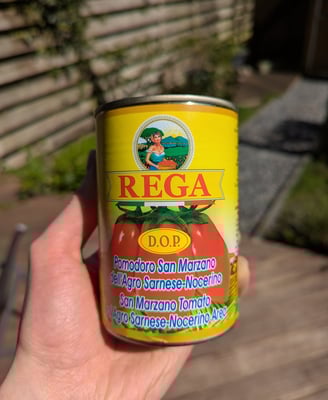 REGA
D.O.P.
Pomodoro San Marzano
dell'Agro Sarnese-Nocerino
San Marzano Tomato
Agro Sarnese-Nocerino Area